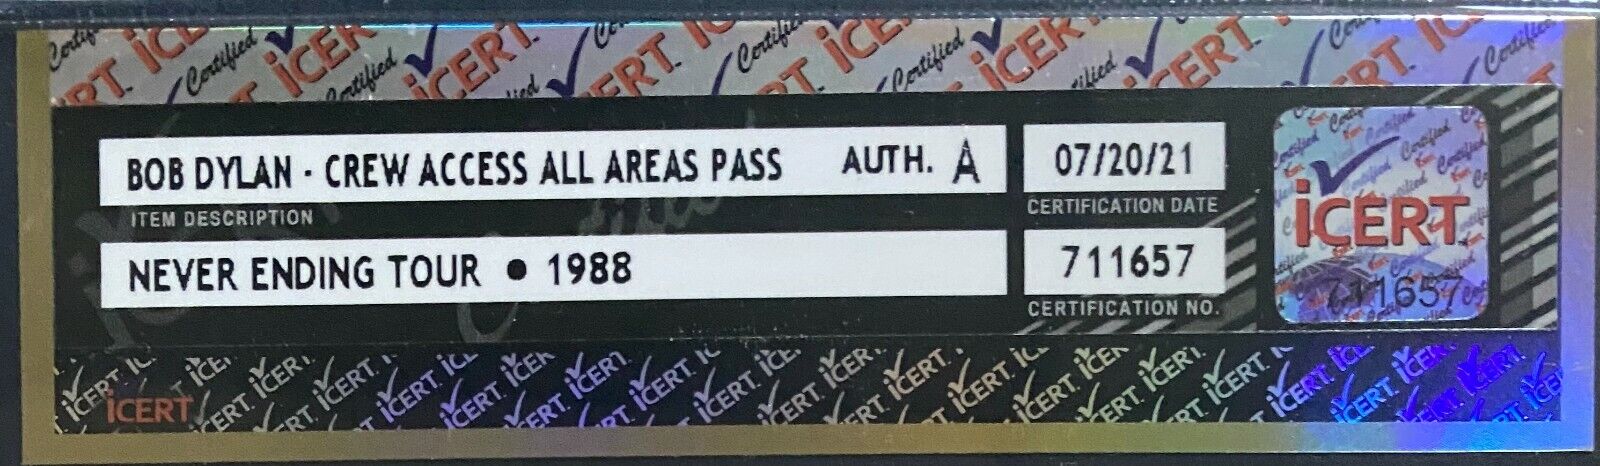 BOB DYLAN · CREW ACCESS ALL AREAS PASS AUTH. A
ITEM DESCRIPTION
NEVER ENDING TOUR • 1988
07/20/21
CERTIFICATION DATE
711657
CERTIFICATION NO.
iCERT
711657
iCERT